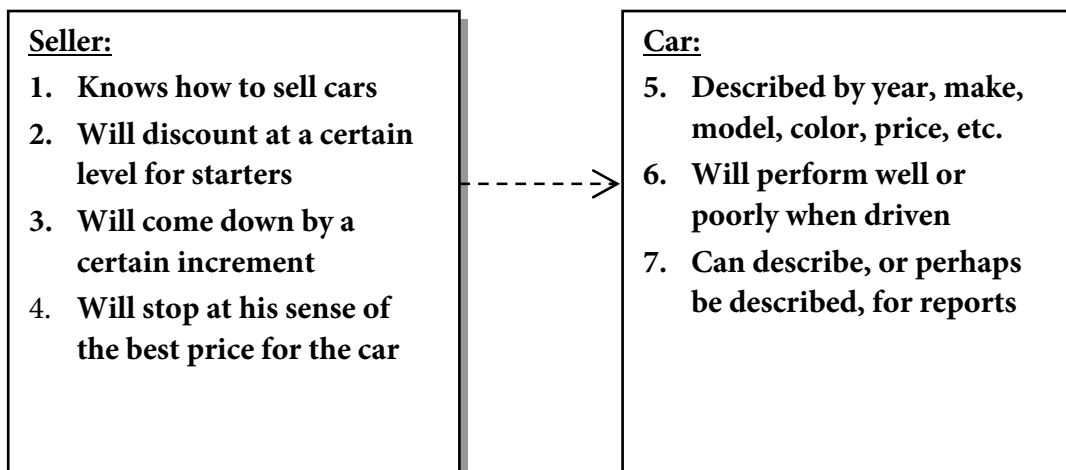 Seller:
1. Knows how to sell cars
2. Will discount at a certain
level for starters
3. Will come down by a
certain increment
4. Will stop at his sense of
the best price for the car
Car:
5. Described by year, make,
model, color, price, etc.
6. Will perform well or
poorly when driven
7. Can describe, or perhaps
be described, for reports